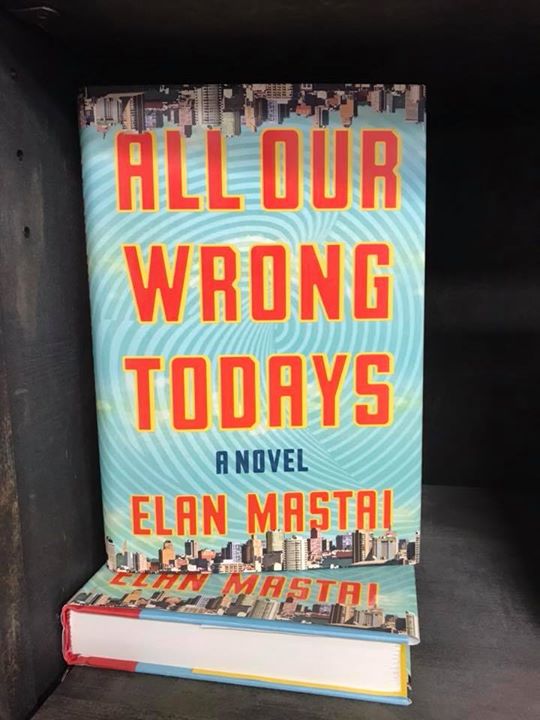 ALL OUR
WRONG
TODAYS
A NOVEL
ELAN MASTAI
ELAN MASTAI